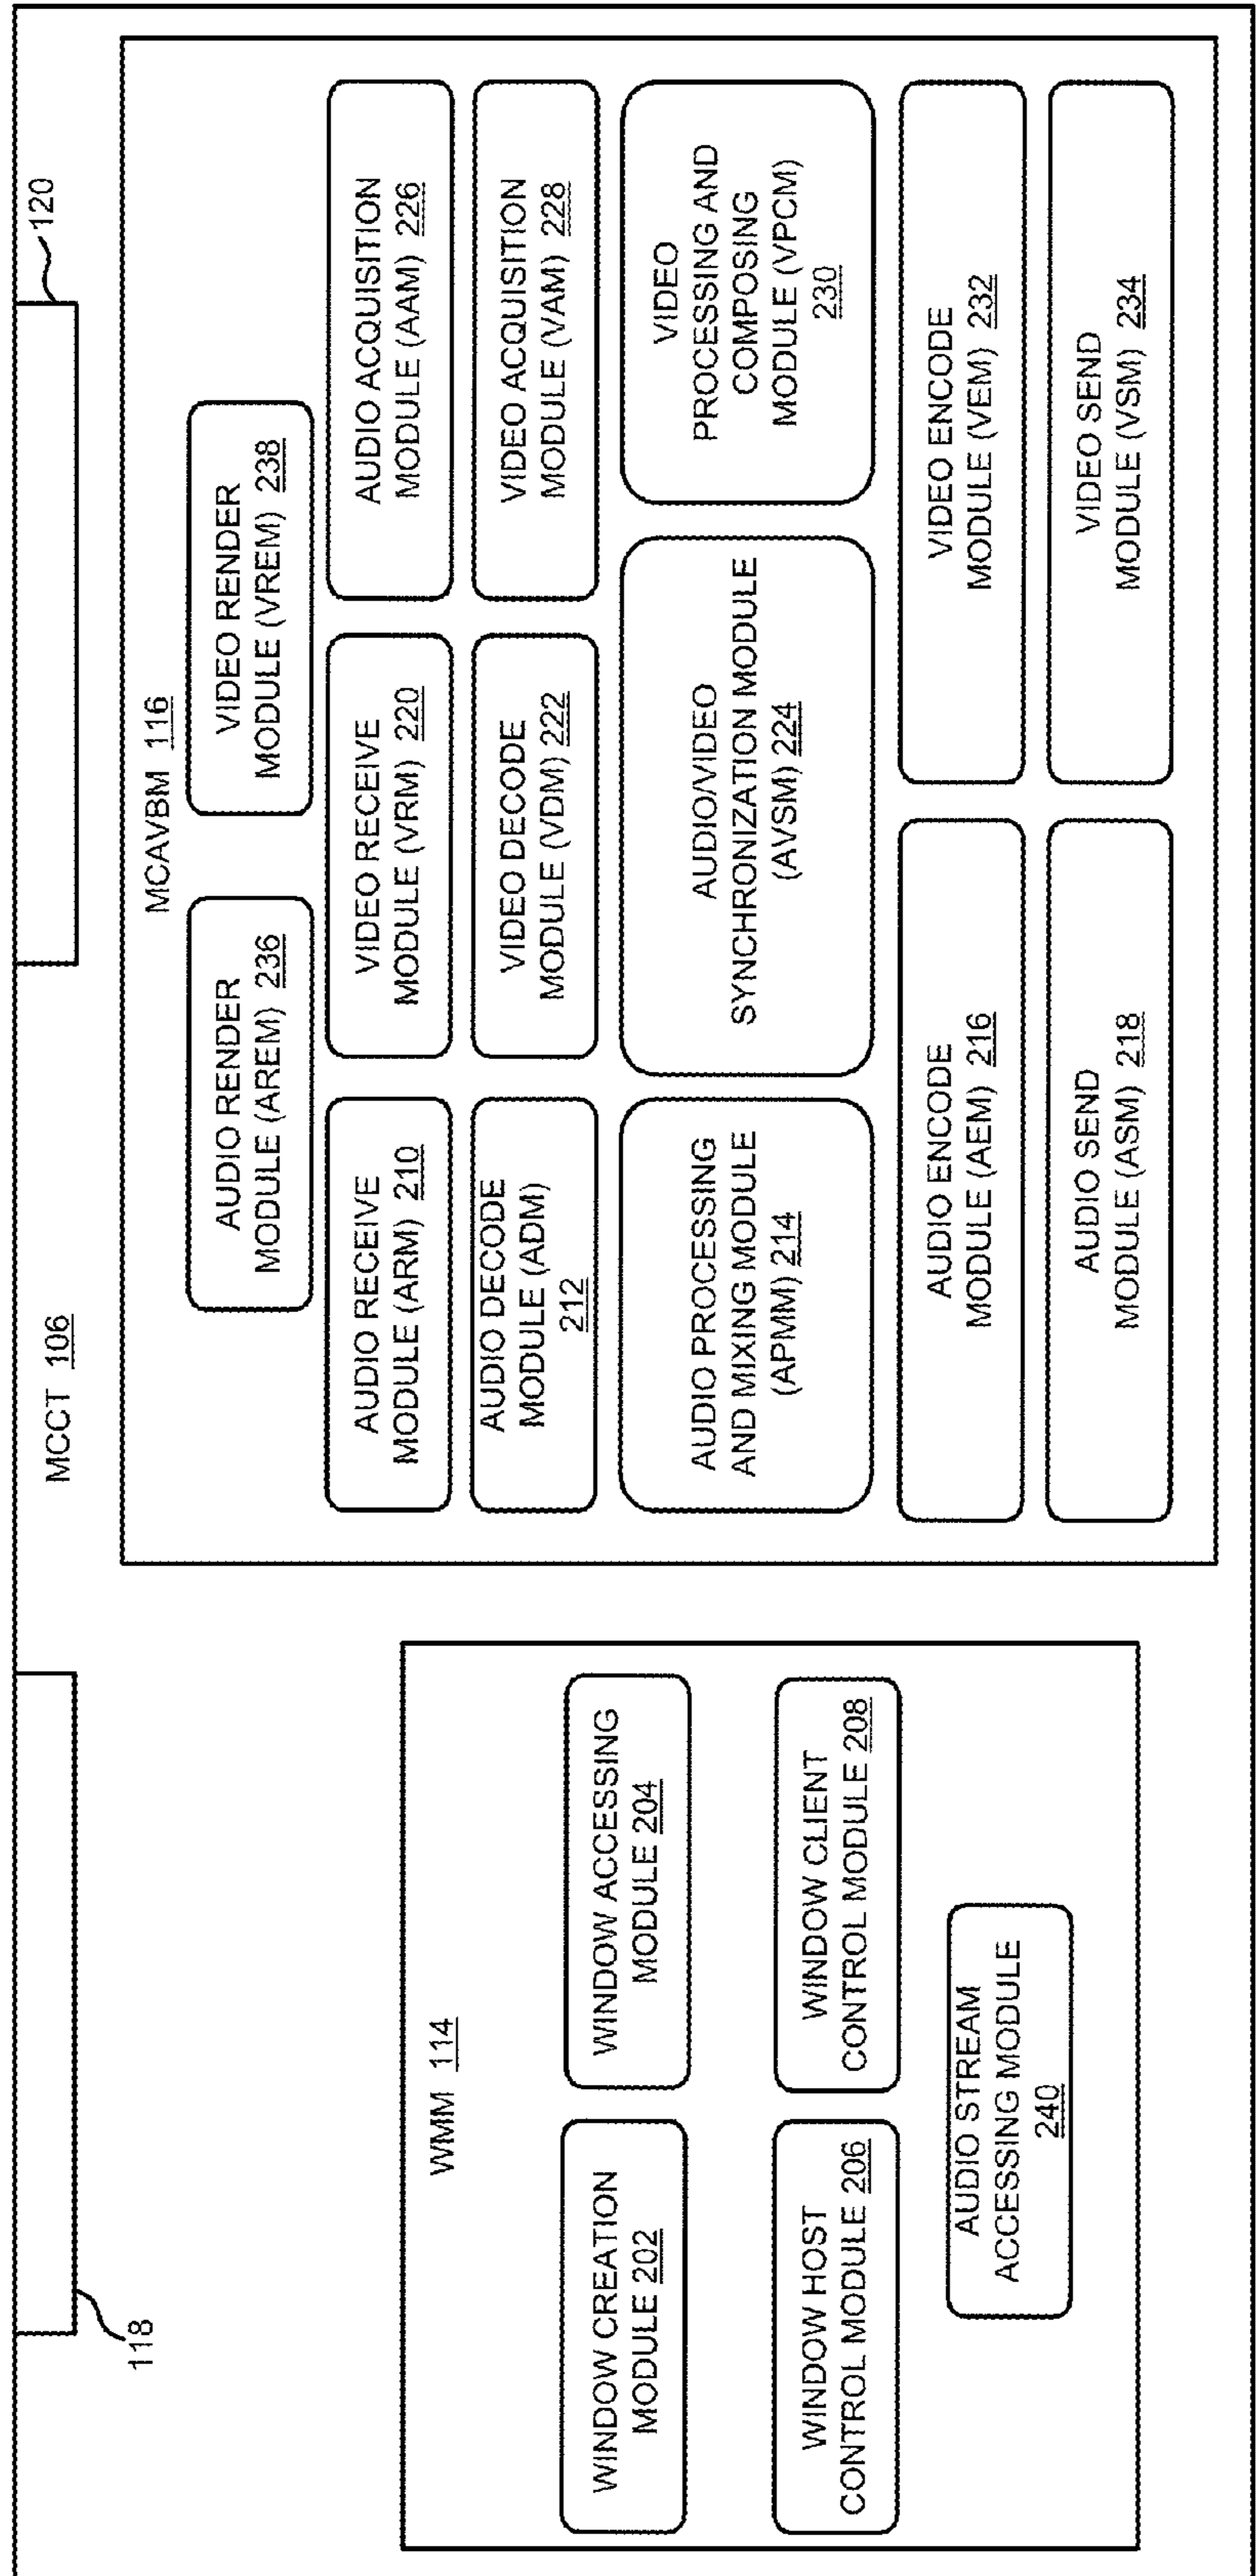 MCCT 106
118
120
WMM 114
WINDOW CREATION
MODULE 202
WINDOW ACCESSING
MODULE 204
WINDOW HOST
CONTROL MODULE 206
WINDOW CLIENT
CONTROL MODULE 208
AUDIO STREAM
ACCESSING MODULE
240
MCAVBM 116
AUDIO RENDER
MODULE (AREM) 236
VIDEO RENDER
MODULE (VREM) 238
AUDIO RECEIVE
MODULE (ARM) 210
VIDEO RECEIVE
MODULE (VRM) 220
AUDIO ACQUISITION
MODULE (AAM) 226
AUDIO DECODE
MODULE (ADM)
212
VIDEO DECODE
MODULE (VDM) 222
VIDEO ACQUISITION
MODULE (VAM) 228
AUDIO PROCESSING
AND MIXING MODULE
(APMM) 214
AUDIO/VIDEO
SYNCHRONIZATION MODULE
(AVSM) 224
VIDEO
PROCESSING AND
COMPOSING
MODULE (VPCM)
230
AUDIO ENCODE
MODULE (AEM) 216
VIDEO ENCODE
MODULE (VEM) 232
AUDIO SEND
MODULE (ASM) 218
VIDEO SEND
MODULE (VSM) 234